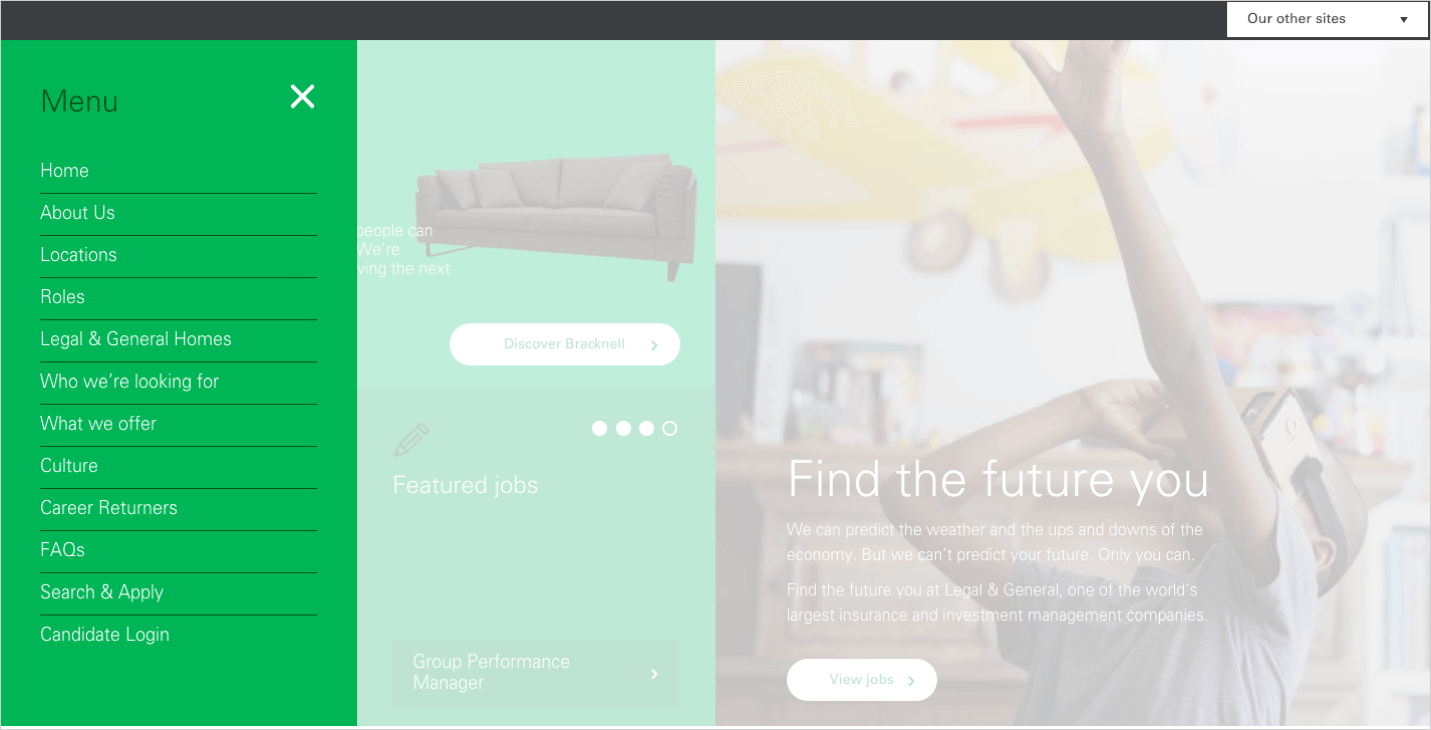 Our other sites
Menu
Home
About Us
Locations
Roles
Legal & General Homes
Who we’re looking for
What we offer
Culture
Career Returners
FAQs
Search & Apply
Candidate Login
people can
We’re
ving the next
Discover Bracknell
Featured jobs
Group Performance
Manager
Find the future you
We can predict the weather and the ups and downs of the
economy. But we can’t predict your future. Only you can.
Find the future you at Legal & General, one of the world’s
largest insurance and investment management companies.
View jobs